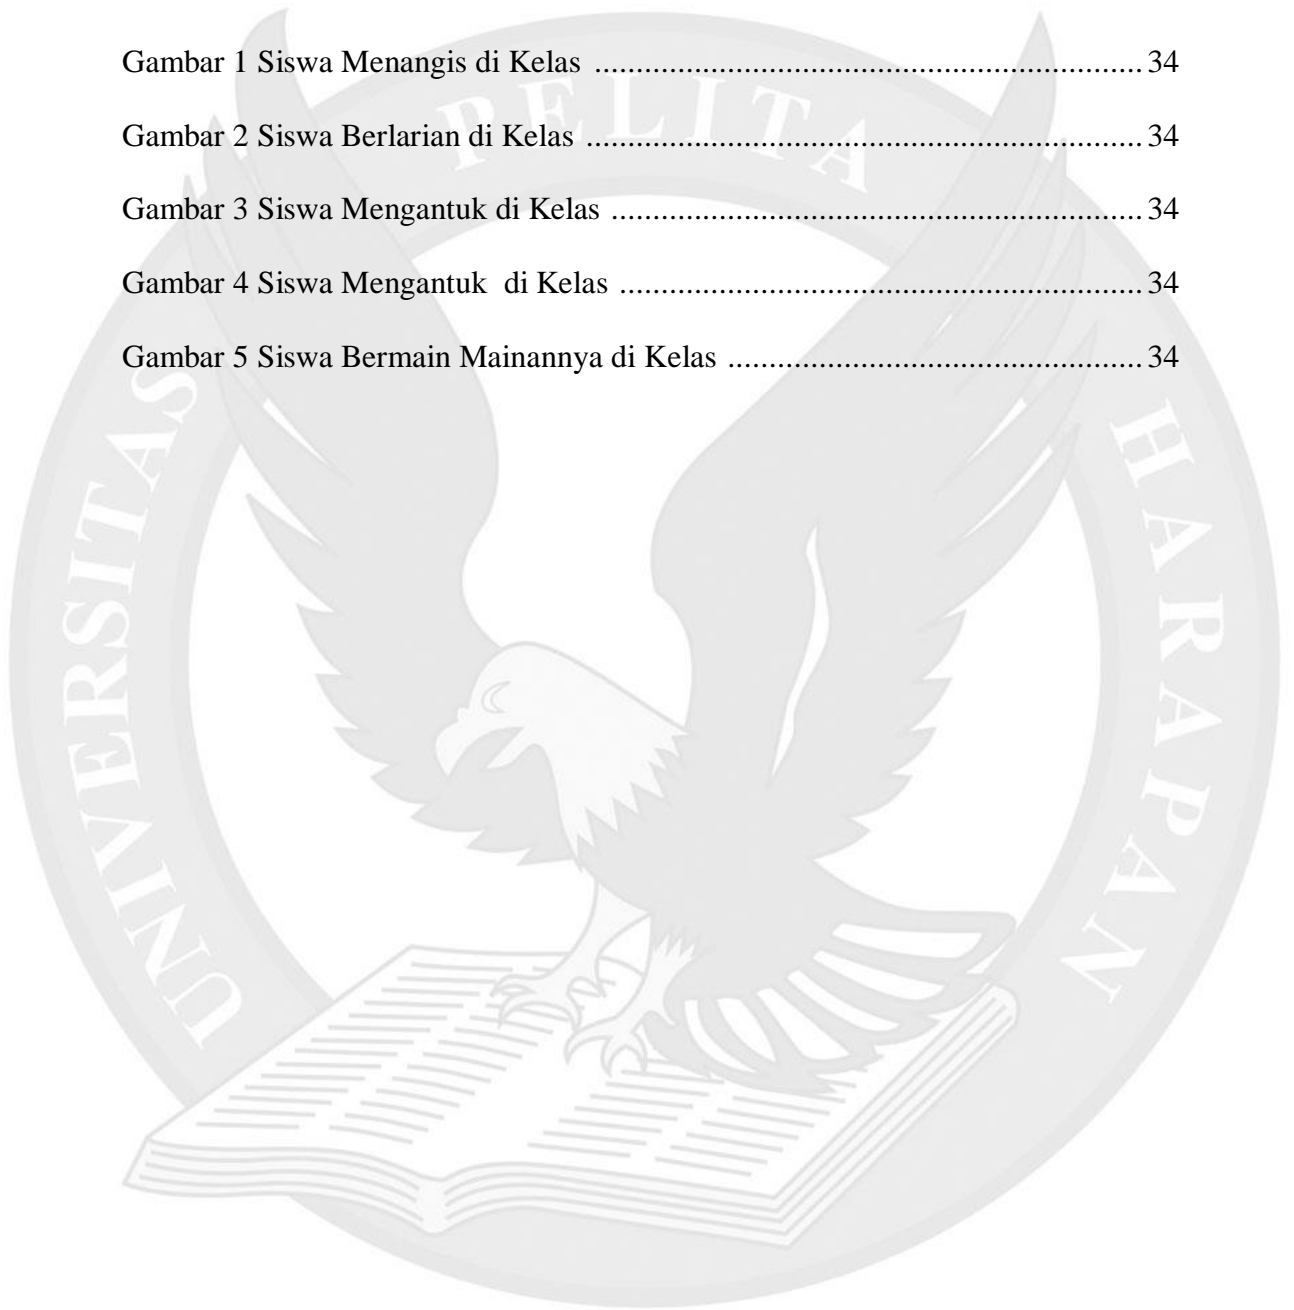 Gambar 1 Siswa Menangis di Kelas ................................................................... 34
Gambar 2 Siswa Berlarian di Kelas .................................................................... 34
Gambar 3 Siswa Mengantuk di Kelas ................................................................. 34
Gambar 4 Siswa Mengantuk  di Kelas ................................................................ 34
Gambar 5 Siswa Bermain Mainannya di Kelas ................................................... 34
UNIVERSITAS PELITA HARAPAN